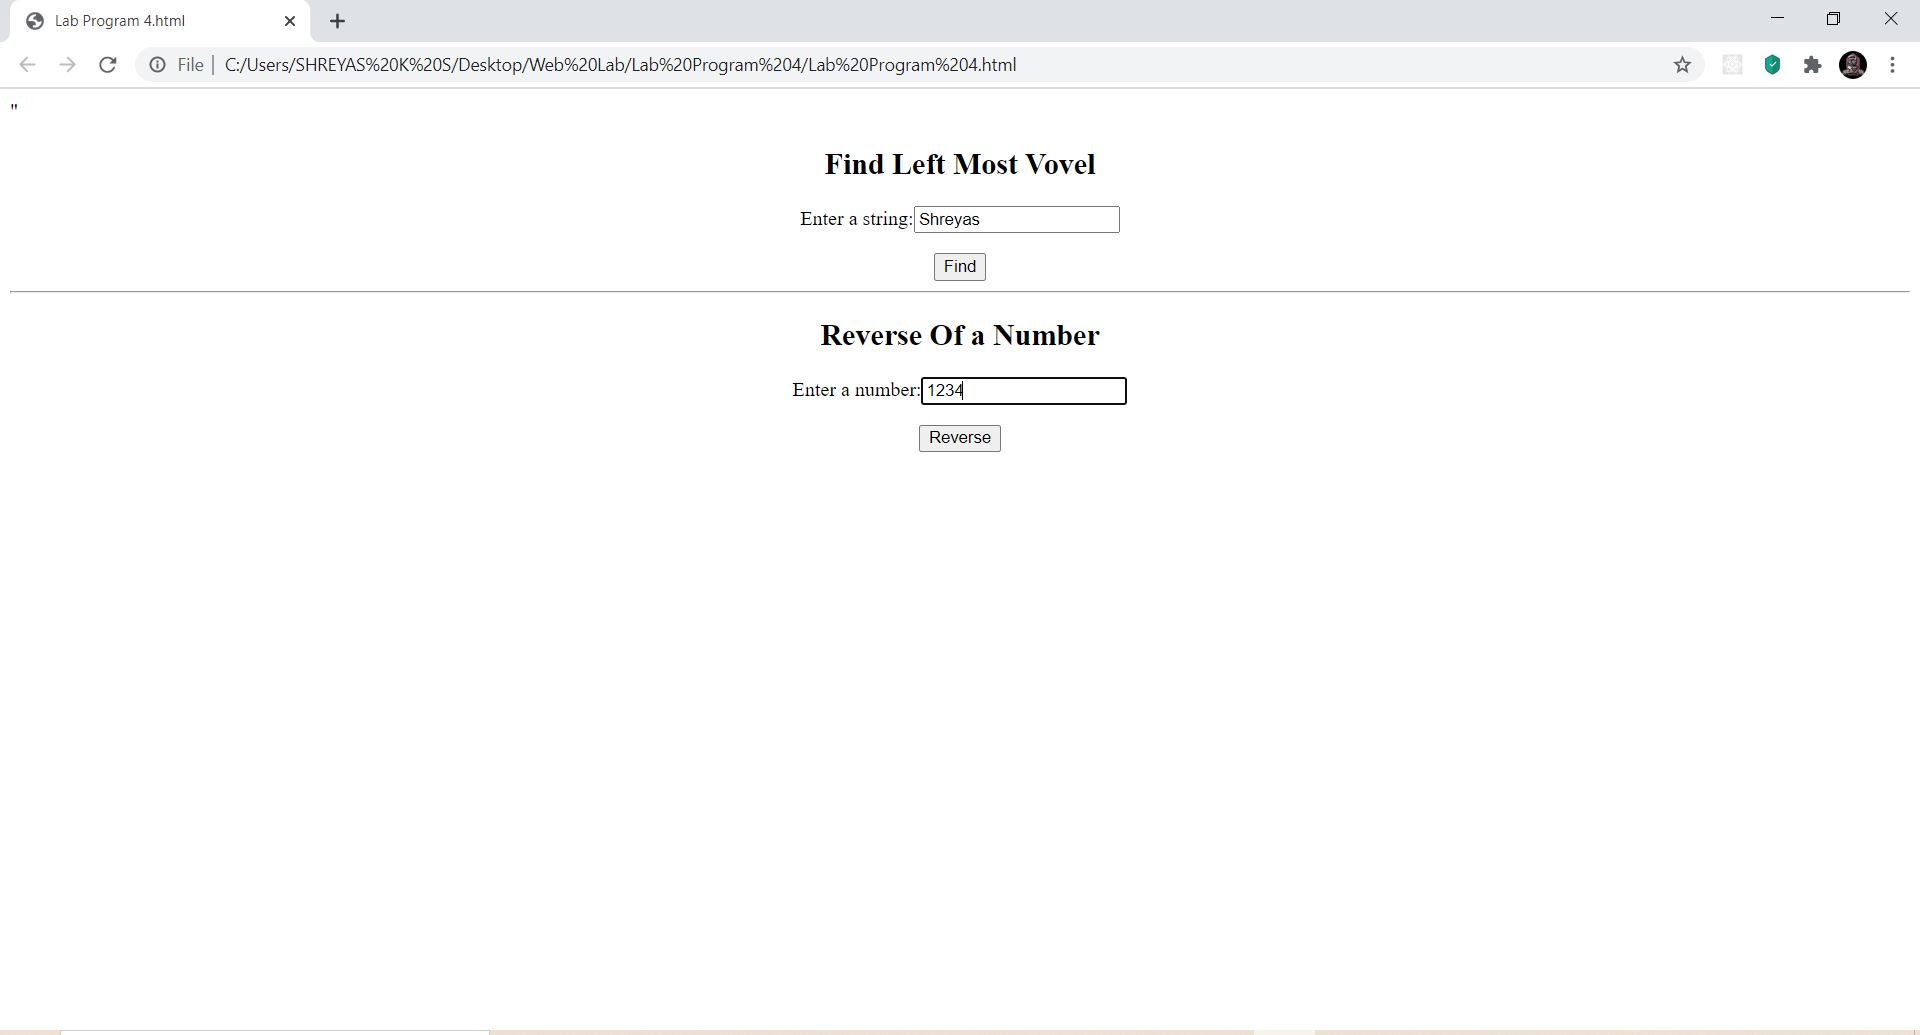 Lab Program 4.html
File | C:/Users/SHREYAS%20K%20S/Desktop/Web%20Lab/Lab%20Program%204/Lab%20Program%204.html
"
Find Left Most Vovel
Enter a string: Shreyas
Find
Reverse Of a Number
Enter a number: 1234
Reverse